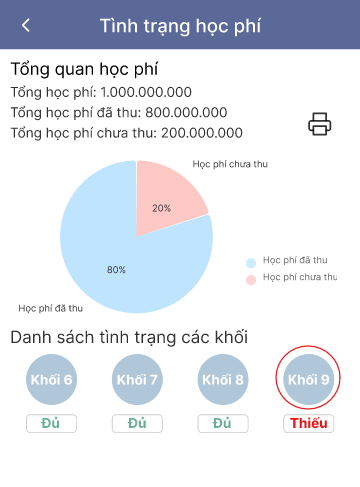 Tình trạng học phí
Tổng quan học phí
Tổng học phí: 1.000.000.000
Tổng học phí đã thu: 800.000.000
Tổng học phí chưa thu: 200.000.000
Học phí chưa thu
20%
80%
Học phí đã thu
Học phí chưa thu
Học phí đã thu
Danh sách tình trạng các khối
Khối 6 Khối 7 Khối 8 Khối 9
Đủ Đủ Đủ Thiếu